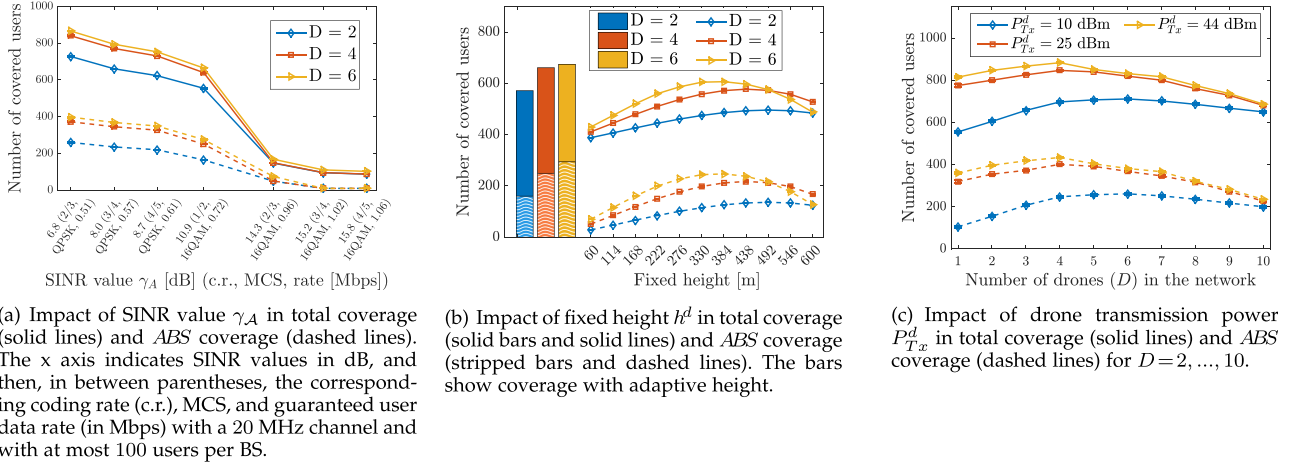 1000
800
600
400
200
0
Number of covered users
D = 2
D = 4
D = 6
6.8 (2/3, QPSK, 0.51)
8.0 (3/4, QPSK, 0.57)
8.7 (4/5, QPSK, 0.61)
10.9 (1/2, 16QAM, 0.72)
14.3 (2/3, 16QAM, 0.96)
15.2 (3/4, 16QAM, 1.02)
15.8 (4/5, 16QAM, 1.06)
SINR value γ_A [dB] (c.r., MCS, rate [Mbps])
(a) Impact of SINR value γ_A in total coverage
(solid lines) and ABS coverage (dashed lines).
The x axis indicates SINR values in dB, and
then, in between parentheses, the correspond-
ing coding rate (c.r.), MCS, and guaranteed user
data rate (in Mbps) with a 20 MHz channel and
with at most 100 users per BS.
800
600
400
200
0
Number of covered users
D = 2 D = 2
D = 4 D = 4
D = 6 D = 6
60 114 168 222 276 330 384 438 492 546 600
Fixed height [m]
(b) Impact of fixed height h^d in total coverage
(solid bars and solid lines) and ABS coverage
(stripped bars and dashed lines). The bars
show coverage with adaptive height.
1000
800
600
400
200
0
Number of covered users
P^d_Tx = 10 dBm P^d_Tx = 44 dBm
P^d_Tx = 25 dBm
1 2 3 4 5 6 7 8 9 10
Number of drones (D) in the network
(c) Impact of drone transmission power
P^d_Tx in total coverage (solid lines) and ABS
coverage (dashed lines) for D = 2, ..., 10.